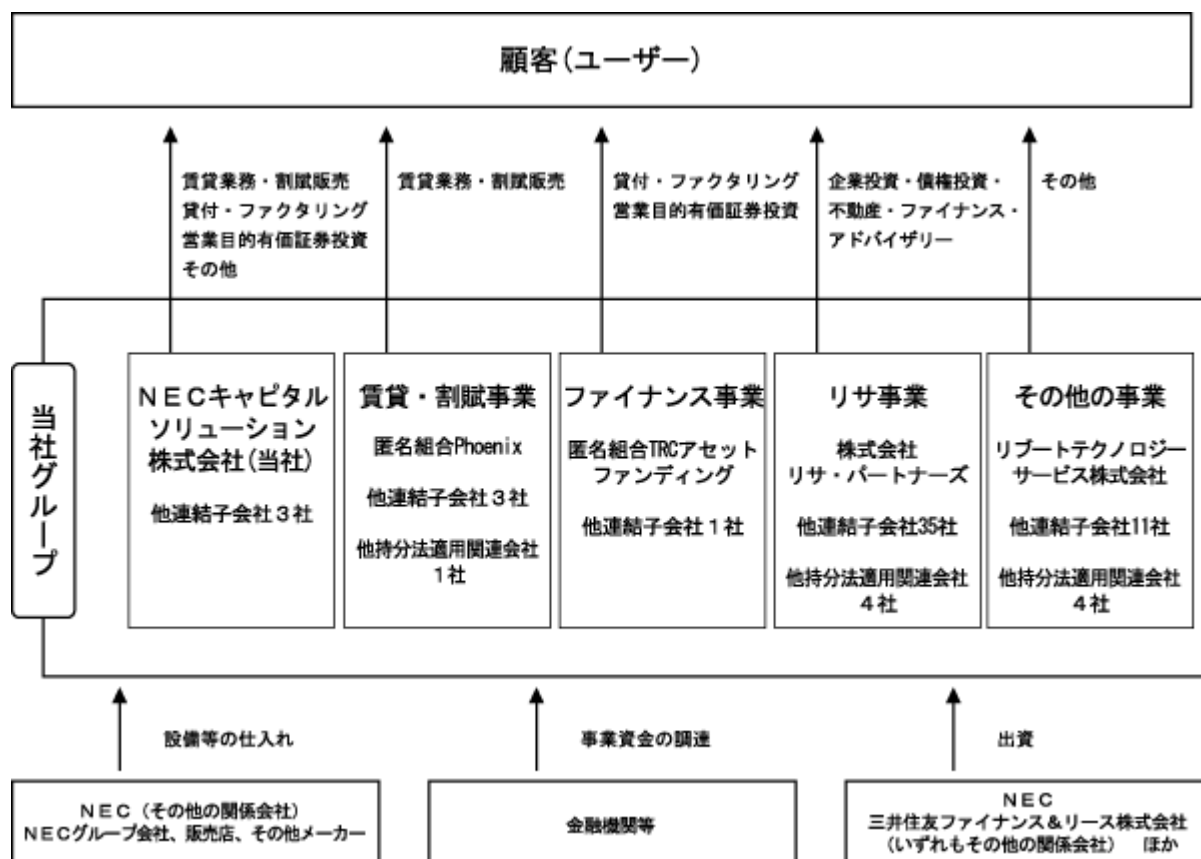 顧客(ユーザー)
賃貸業務・割賦販売
貸付・ファクタリング
営業目的有価証券投資
その他
賃貸業務・割賦販売
貸付・ファクタリング
営業目的有価証券投資
企業投資・債権投資・
不動産・ファイナンス・
アドバイザリー
その他
当社グループ
NECキャピタル
ソリューション
株式会社(当社)
他連結子会社3社
賃貸・割賦事業
匿名組合Phoenix
他連結子会社3社
他持分法適用関連会社
1社
ファイナンス事業
匿名組合TRCアセット
ファンディング
他連結子会社1社
リサ事業
株式会社
リサ・パートナーズ
他連結子会社35社
他持分法適用関連会社
4社
その他の事業
リブートテクノロジー
サービス株式会社
他連結子会社11社
他持分法適用関連会社
4社
設備等の仕入れ
事業資金の調達
出資
NEC(その他の関係会社)
NECグループ会社、販売店、その他メーカー
金融機関等
NEC
三井住友ファイナンス&リース株式会社
(いずれもその他の関係会社) ほか